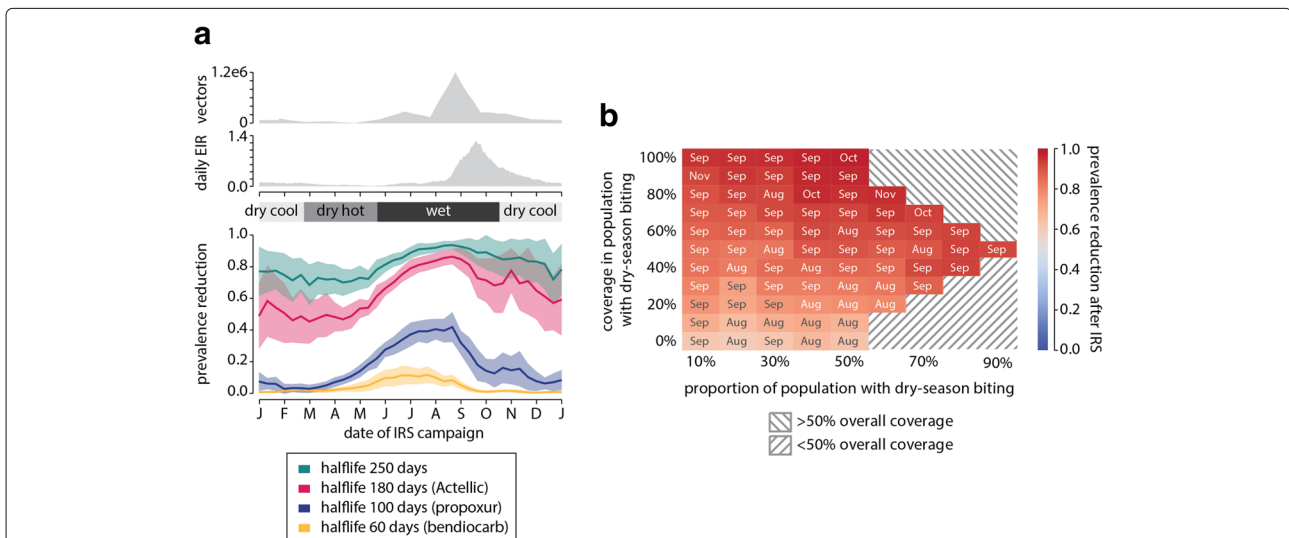 a
1.2e6
vectors
0
1.4
daily EIR
0.0
dry cool dry hot wet dry cool
1.0
0.8
0.6
0.4
0.2
0.0
prevalence reduction
J F M A M J J A S O N D J
date of IRS campaign
halflife 250 days
halflife 180 days (Actellic)
halflife 100 days (propoxur)
halflife 60 days (bendiocarb)
b
coverage in population
with dry-season biting
100% Sep Sep Sep Sep Oct
Nov Sep Sep Sep Sep
80% Sep Sep Aug Oct Sep Nov
Sep Sep Sep Sep Sep Sep Oct
60% Sep Sep Sep Sep Aug Sep Sep Sep
Sep Sep Aug Sep Sep Sep Aug Sep Sep
40% Sep Aug Sep Aug Sep Sep Sep Sep
Sep Sep Sep Sep Aug Aug Sep
20% Sep Sep Sep Aug Aug Aug
Sep Aug Aug Aug Aug
0% Sep Aug Sep Aug Aug
10% 30% 50% 70% 90%
proportion of population with dry-season biting
>50% overall coverage
<50% overall coverage
1.0
0.8
0.6
0.4
0.2
0.0
prevalence reduction after IRS